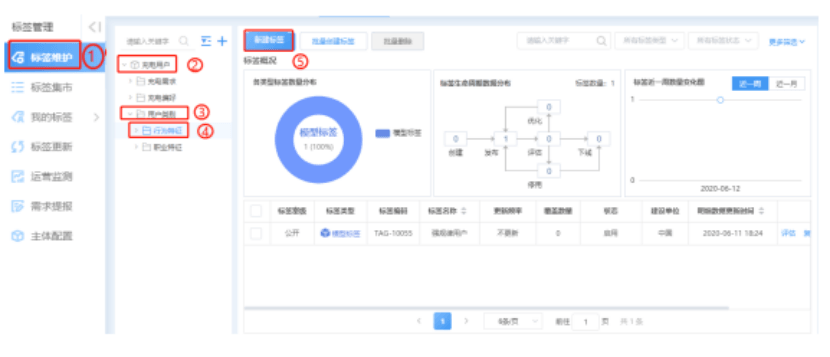 标签管理
标签维护 ①
标签集市
我的标签
标签更新
运营监测
需求提报
主体配置
请输入关键字
充电用户 ②
充电需求
充电偏好
用户类别 ③
行为特征 ④
职业特征
新建标签 批量创建标签 批量删除 请输入关键字 所有标签类型 所有标签状态 更多筛选
标签概况 ⑤
各类型标签数量分布
模型标签
1 (100%)
模型标签
标签生命周期数量分布 标签数量: 1
0
优化
0 1 0 0
创建 发布 评估 下线
0
停用
标签近一周数量变化图 近一周 近一月
1
0
2020-06-12
标签密级 标签类型 标签编码 标签名称 更新频率 覆盖数量 状态 建设单位 明细数据更新时间
公开 模型标签 TAG-10055 不更新 0 启用 中国 2020-06-11 18:24 评估
1 6条/页 前往 1 页 共 1 条